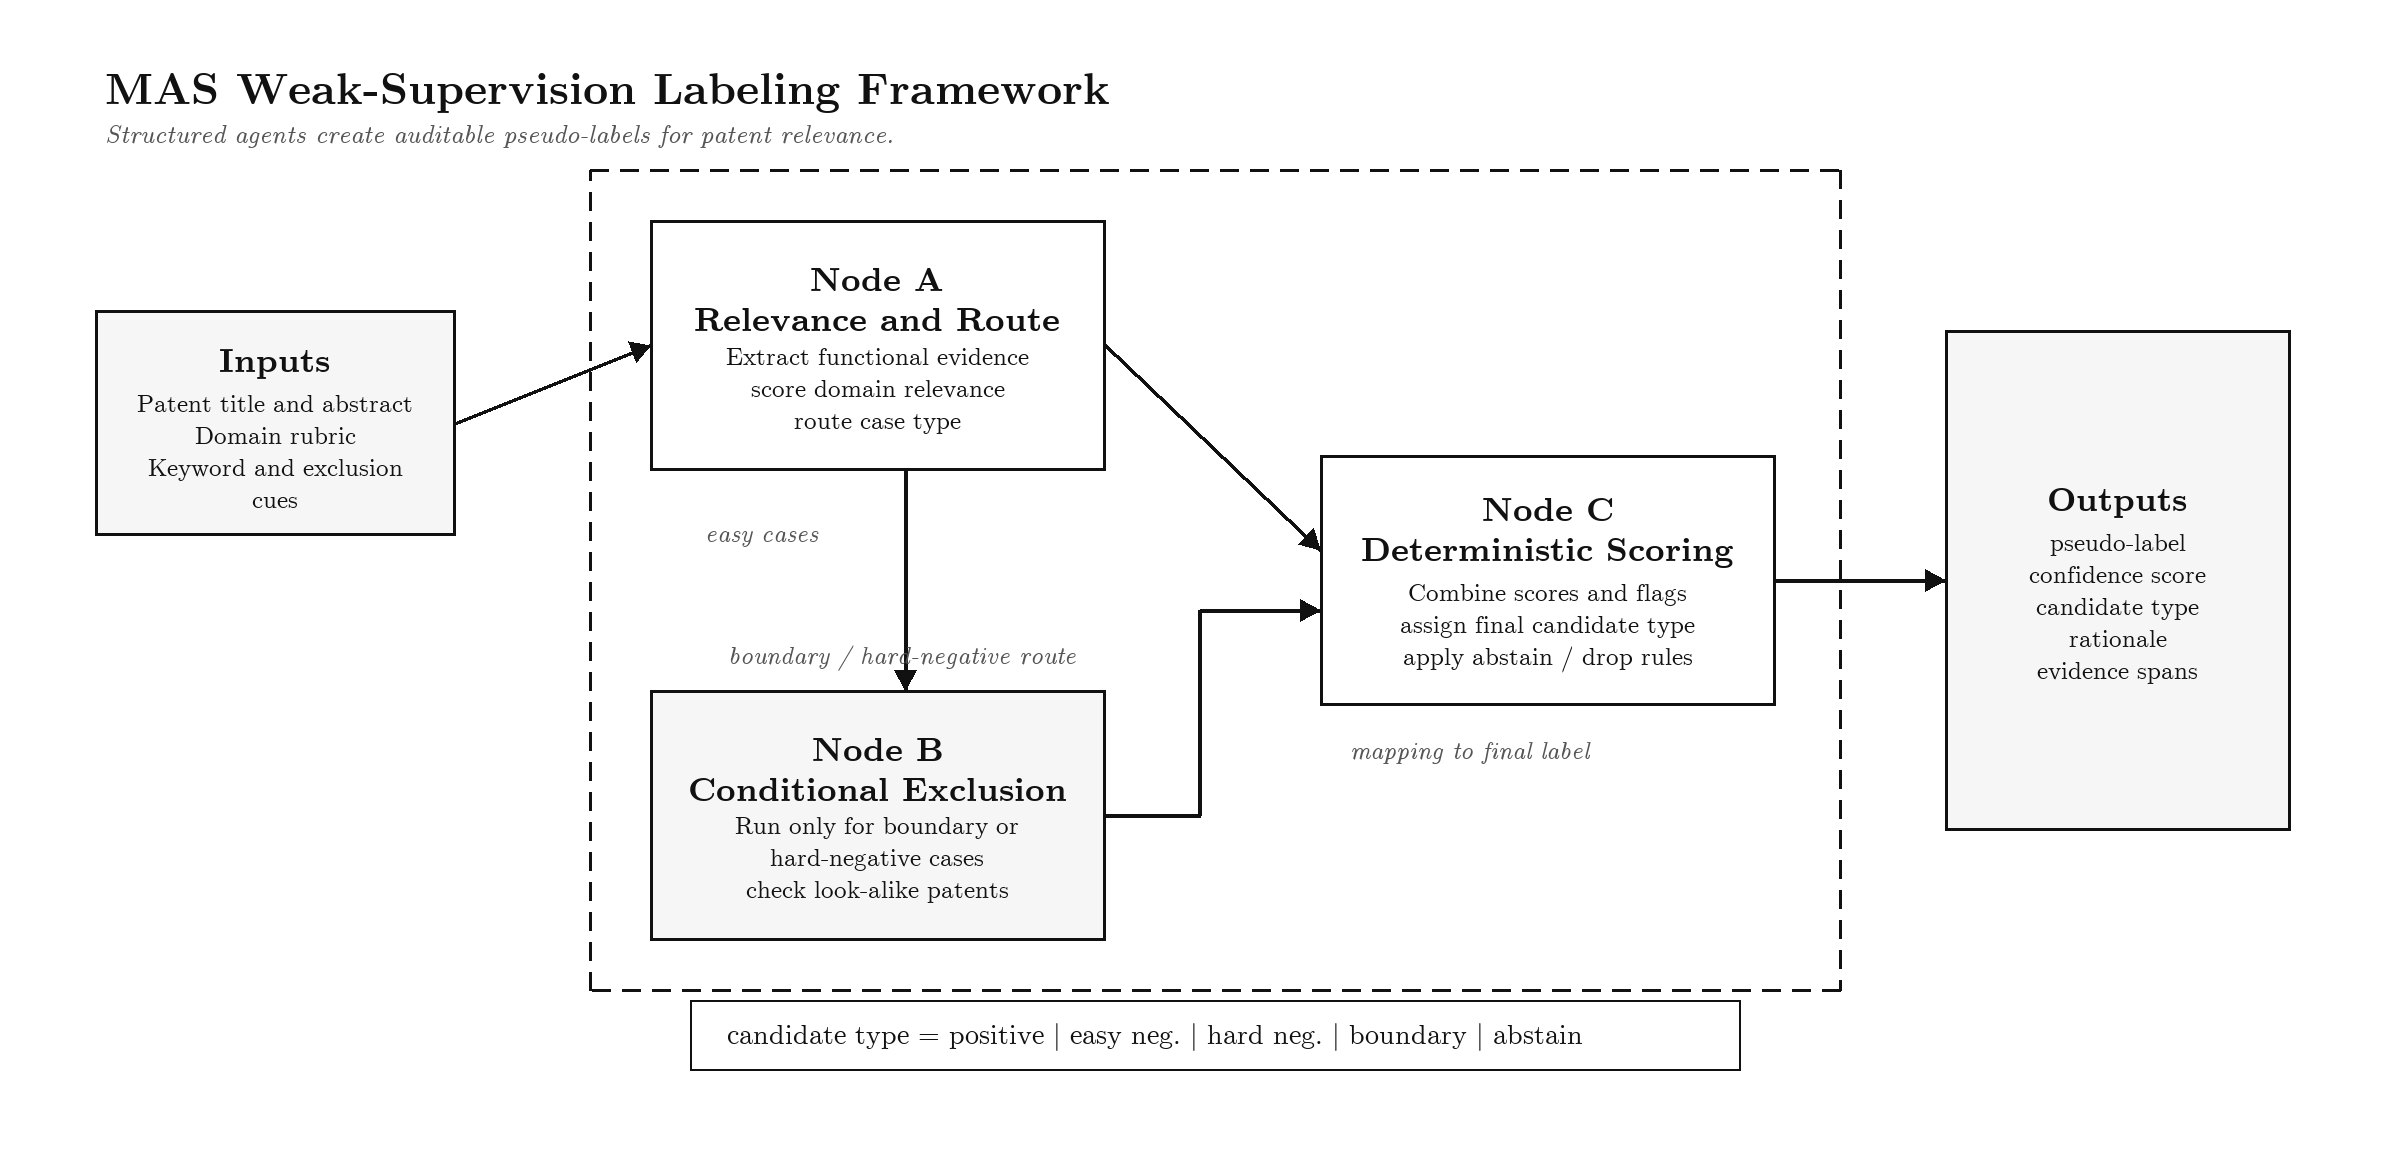 MAS Weak-Supervision Labeling Framework
Structured agents create auditable pseudo-labels for patent relevance.
Inputs
Patent title and abstract
Domain rubric
Keyword and exclusion
cues
Node A
Relevance and Route
Extract functional evidence
score domain relevance
route case type
easy cases
boundary / hard-negative route
Node B
Conditional Exclusion
Run only for boundary or
hard-negative cases
check look-alike patents
Node C
Deterministic Scoring
Combine scores and flags
assign final candidate type
apply abstain / drop rules
mapping to final label
Outputs
pseudo-label
confidence score
candidate type
rationale
evidence spans
candidate type = positive | easy neg. | hard neg. | boundary | abstain